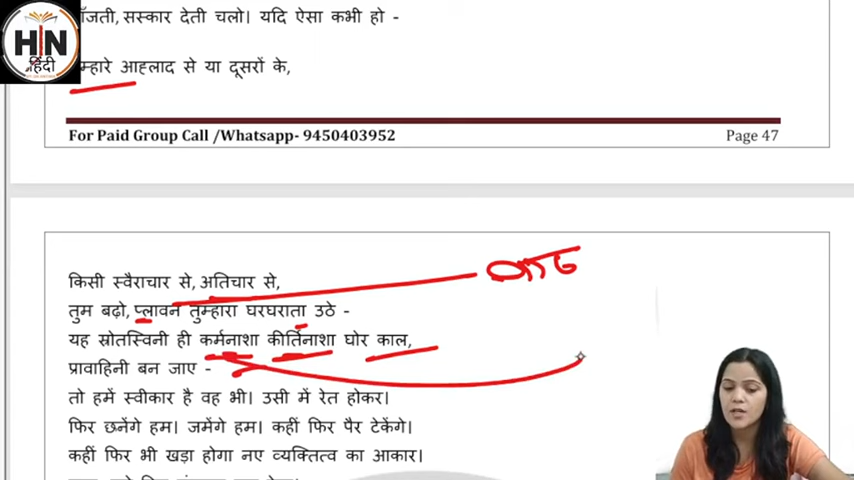 ाँजती, सस्कार देती चलो। यदि ऐसा कभी हो -
HIN
हिंदी
म्हारे आह्लाद से या दूसरों के,
For Paid Group Call /Whatsapp- 9450403952 Page 47
किसी स्वैराचार से, अतिचार से,
बाढ
तुम बढ़ो, प्लावन तुम्हारा घरघराता उठे -
यह स्रोतस्विनी ही कर्मनाशा कीर्तिनाशा घोर काल,
प्रावाहिनी बन जाए -
तो हमें स्वीकार है वह भी। उसी में रेत होकर।
फिर छनेंगे हम। जमेंगे हम। कहीं फिर पैर टेकेंगे।
कहीं फिर भी खड़ा होगा नए व्यक्तित्व का आकार।